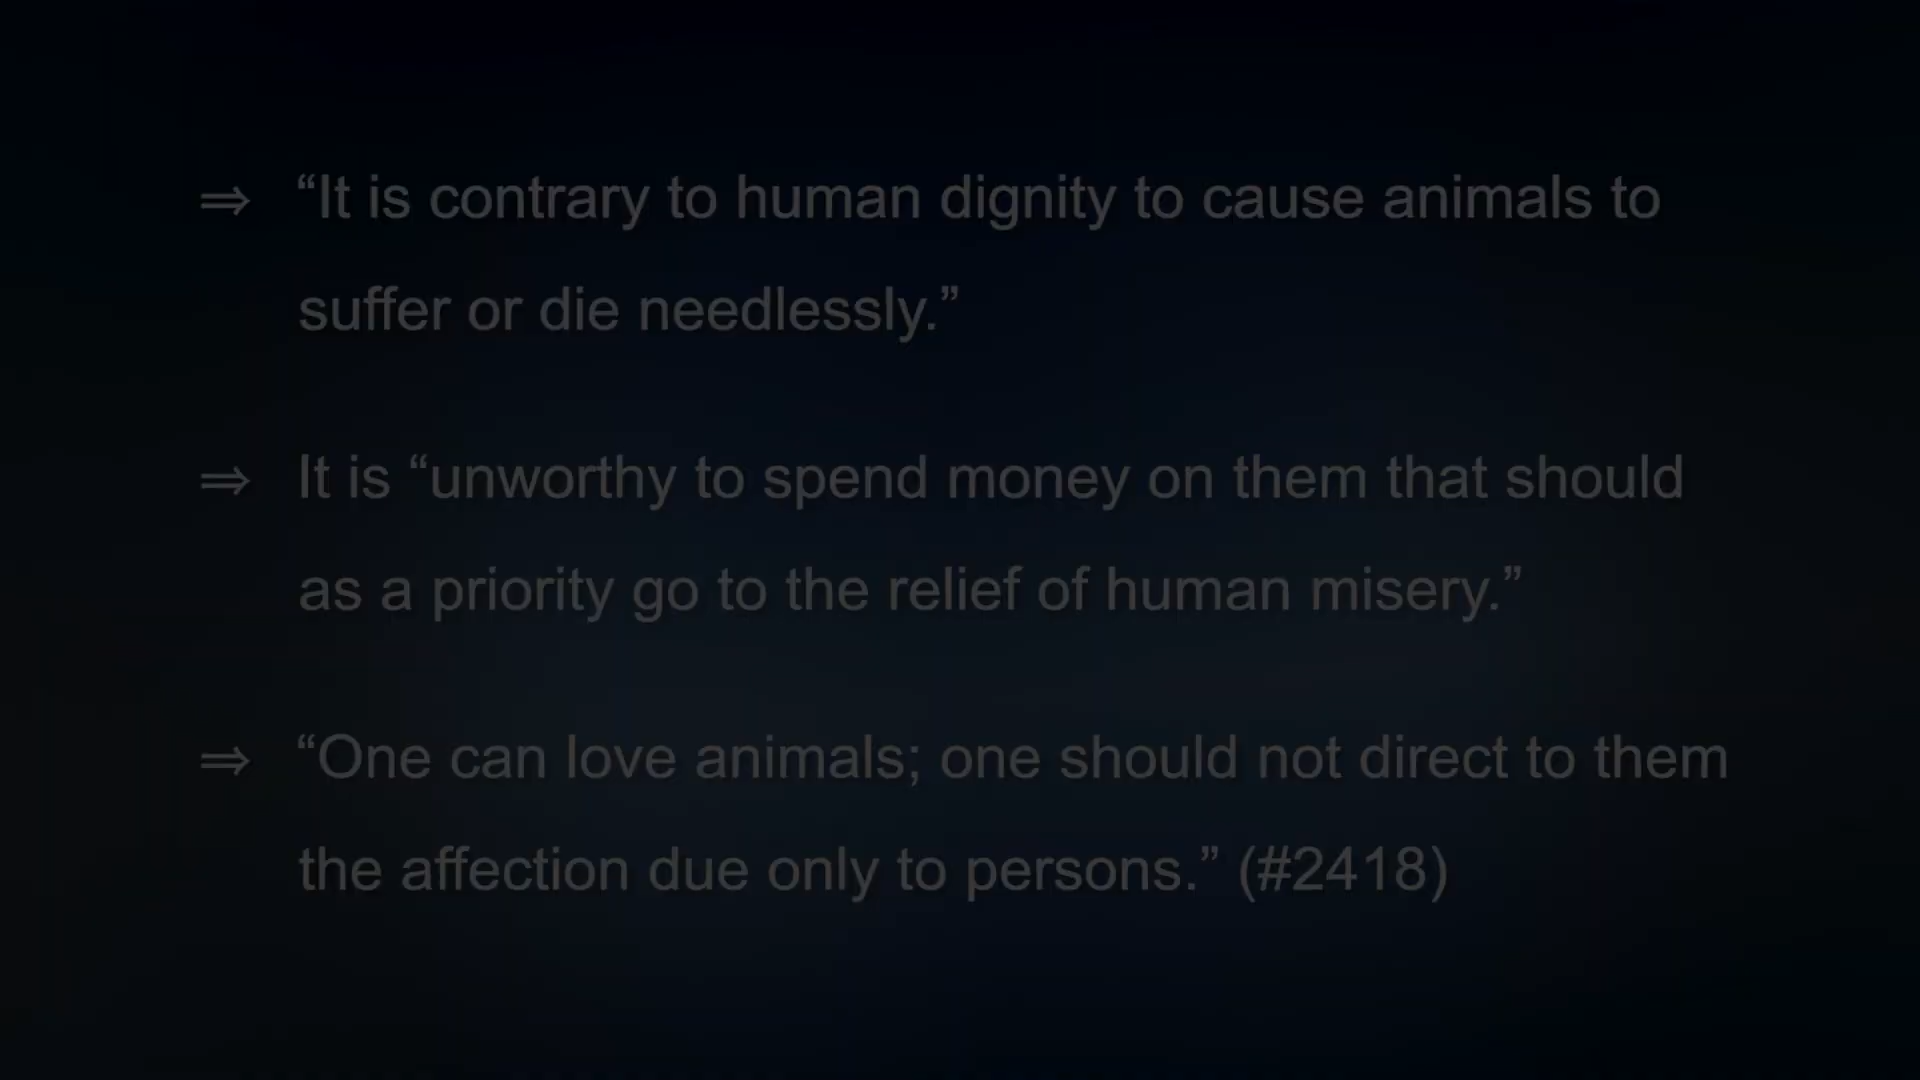 ⇒ “It is contrary to human dignity to cause animals to
suffer or die needlessly.”
⇒ It is “unworthy to spend money on them that should
as a priority go to the relief of human misery.”
⇒ “One can love animals; one should not direct to them
the affection due only to persons.” (#2418)